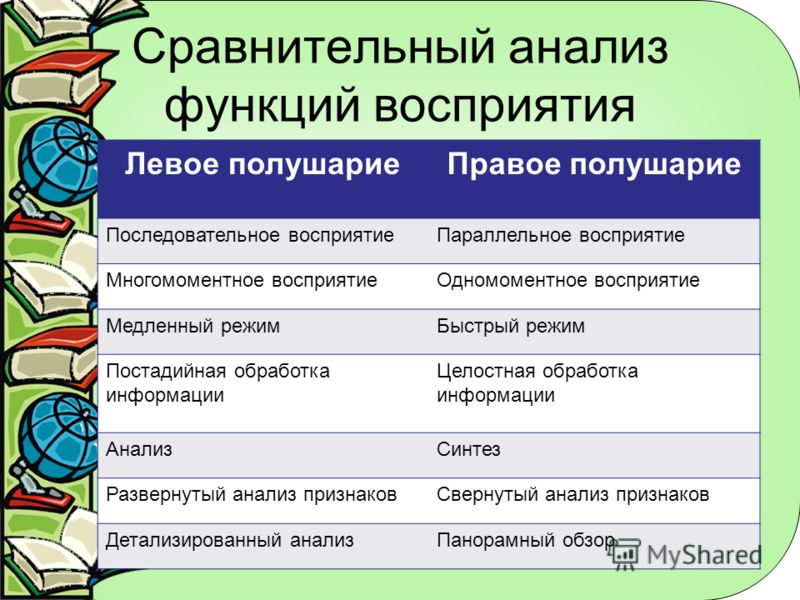 Сравнительный анализ
функций восприятия
Левое полушарие Правое полушарие
Последовательное восприятие Параллельное восприятие
Многомоментное восприятие Одномоментное восприятие
Медленный режим Быстрый режим
Постадийная обработка Целостная обработка
информации информации
Анализ Синтез
Развернутый анализ признаков Свернутый анализ признаков
Детализированный анализ Панорамный обзор
MyShared